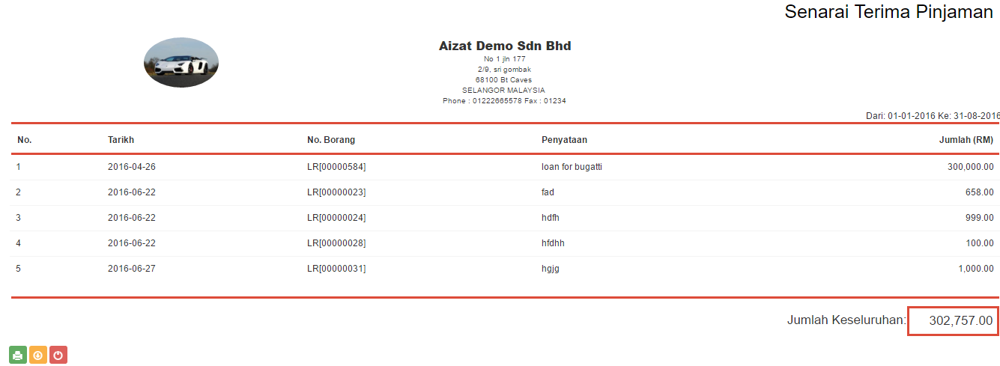 Senarai Terima Pinjaman
Aizat Demo Sdn Bhd
No 1 jln 177
2/9, sri gombak
68100 Bt Caves
SELANGOR MALAYSIA
Phone : 01222665578 Fax : 01234
Dari: 01-01-2016 Ke: 31-08-2016
No. Tarikh No. Borang Penyataan Jumlah (RM)
1 2016-04-26 LR[00000584] loan for bugatti 300,000.00
2 2016-06-22 LR[00000023] fad 658.00
3 2016-06-22 LR[00000024] hdfh 999.00
4 2016-06-22 LR[00000028] hfdhh 100.00
5 2016-06-27 LR[00000031] hgjg 1,000.00
Jumlah Keseluruhan: 302,757.00